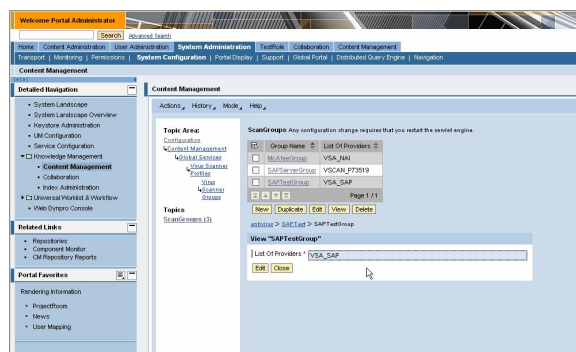 Welcome Portal Administrator
Search Advanced Search
Home Content Administration User Administration System Administration TestRole Collaboration Content Management
Transport | Monitoring | Permissions | System Configuration | Portal Display | Support | Global Portal | Distributed Query Engine | Navigation
Content Management
Detailed Navigation
System Landscape
System Landscape Overview
Keystore Administration
UM Configuration
Service Configuration
Knowledge Management
Content Management
Collaboration
Index Administration
Universal Worklist & Workflow
Web Dynpro Console
Related Links
Repositories
Component Monitor
CM Repository Reports
Portal Favorites
Rendering Information
ProjectRoom
News
User Mapping
Content Management
Actions History Mode Help
Topic Area:
Configuration
Content Management
Global Services
Virus Scanner
Profiles
Virus
Scanner
Groups
Topics
ScanGroups (3)
ScanGroups Any configuration change requires that you restart the servlet engine.
Group Name List Of Providers
McAfeeGroup VSA_NAI
SAPServerGroup VSCAN_P73519
SAPTestGroup VSA_SAP
Page 1 / 1
New Duplicate Edit View Delete
antivirus > SAPTest > SAPTestGroup
View "SAPTestGroup"
List Of Providers * VSA_SAP
Edit Close